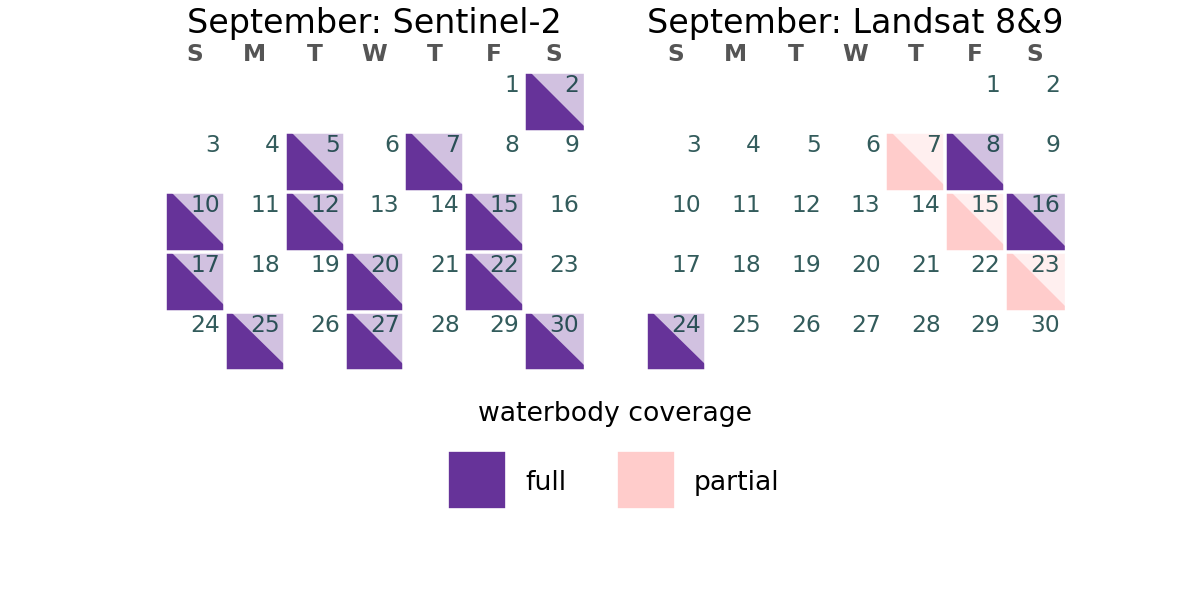 September: Sentinel-2
S M T W T F S
1 2
3 4 5 6 7 8 9
10 11 12 13 14 15 16
17 18 19 20 21 22 23
24 25 26 27 28 29 30
September: Landsat 8&9
S M T W T F S
1 2
3 4 5 6 7 8 9
10 11 12 13 14 15 16
17 18 19 20 21 22 23
24 25 26 27 28 29 30
waterbody coverage
full partial